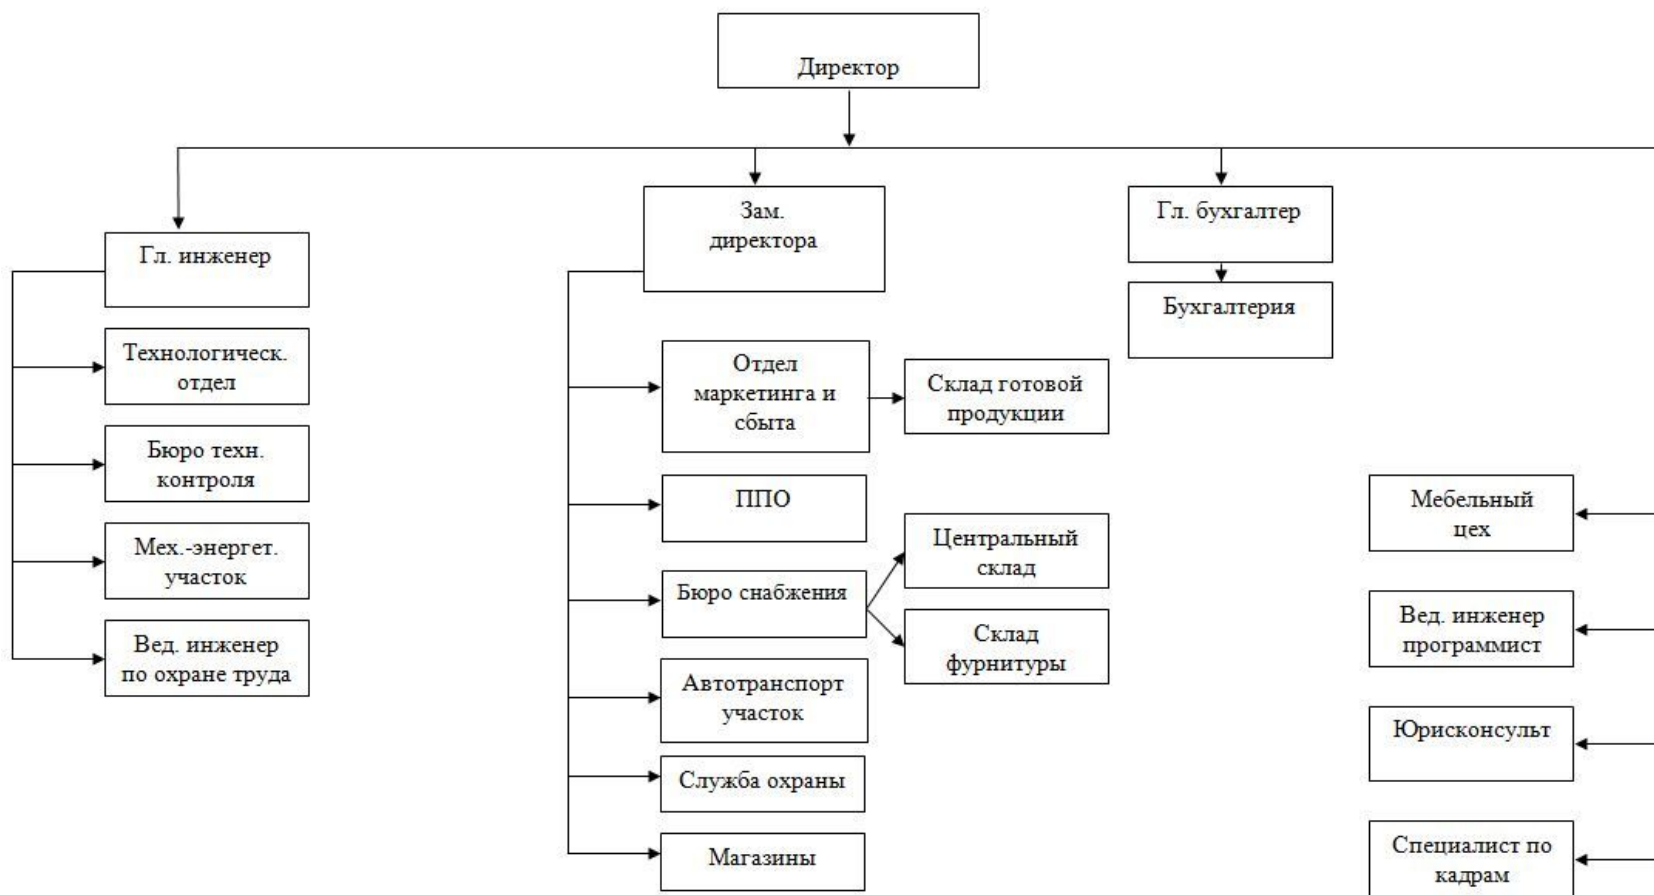 Директор
Гл. инженер
Технологическ.
отдел
Бюро техн.
контроля
Мех.-энергет.
участок
Вед. инженер
по охране труда
Зам.
директора
Отдел
маркетинга и
сбыта
Склад готовой
продукции
ППО
Бюро снабжения
Центральный
склад
Склад
фурнитуры
Автотранспорт
участок
Служба охраны
Магазины
Гл. бухгалтер
Бухгалтерия
Мебельный
цех
Вед. инженер
программист
Юрисконсульт
Специалист по
кадрам